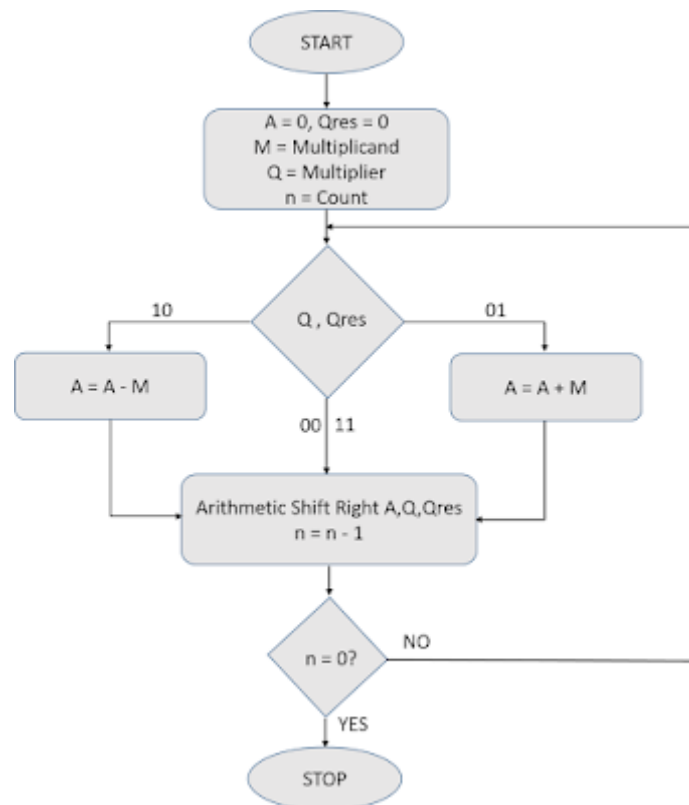 START
A = 0, Qres = 0
M = Multiplicand
Q = Multiplier
n = Count
10
Q , Qres
01
A = A - M
A = A + M
00 11
Arithmetic Shift Right A,Q,Qres
n = n - 1
n = 0?
NO
YES
STOP